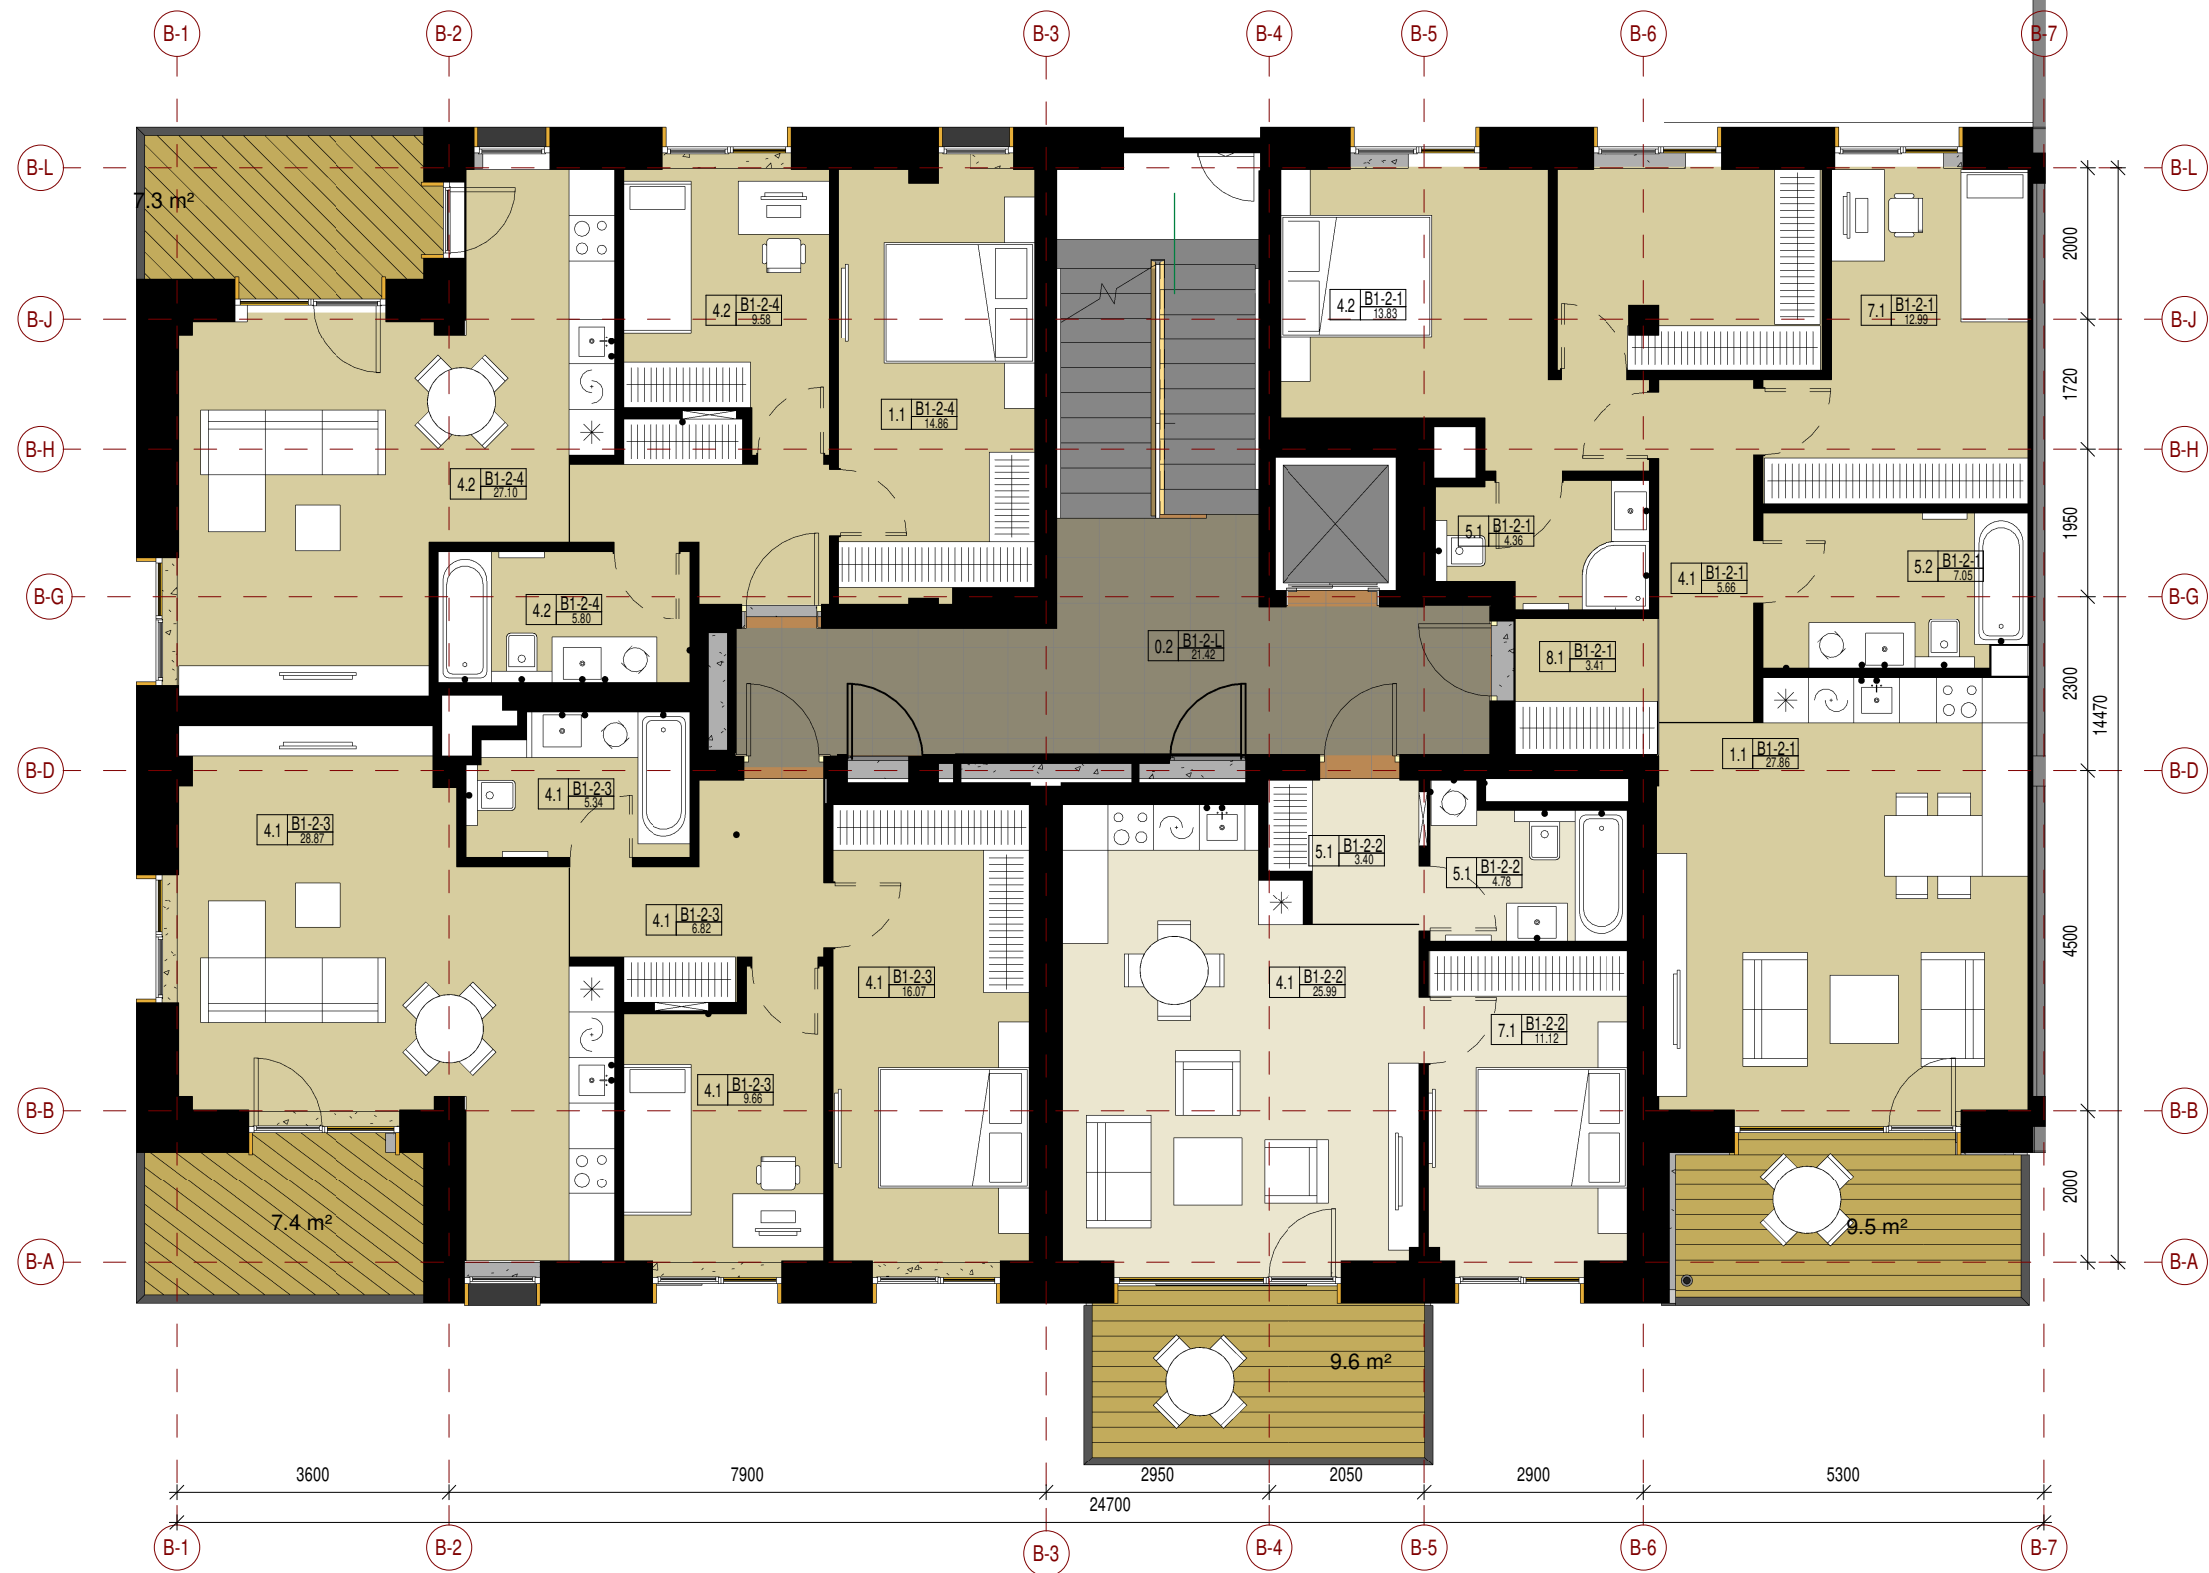 B-1 B-2 B-3 B-4 B-5 B-6 B-7
B-L B-L
7.3 m²
2000
4.2 B1-2-4 9.58
4.2 B1-2-1 13.83
7.1 B1-2-1 12.99
B-J B-J
1720
1.1 B1-2-4 14.86
B-H B-H
4.2 B1-2-4 27.10
1950
5.1 B1-2-1 4.36
5.2 B1-2-1 7.05
4.1 B1-2-1 5.66
B-G B-G
4.2 B1-2-4 5.80
0.2 B1-2-L 21.42
8.1 B1-2-1 3.41
2300
14470
1.1 B1-2-1 27.86
B-D B-D
4.1 B1-2-3 5.34
4.1 B1-2-3 28.87
5.1 B1-2-2 3.40
5.1 B1-2-2 4.78
4.1 B1-2-3 6.82
4500
4.1 B1-2-3 16.07
4.1 B1-2-2 25.99
7.1 B1-2-2 11.12
4.1 B1-2-3 9.66
B-B B-B
2000
7.4 m²
9.5 m²
B-A B-A
9.6 m²
3600 7900 2950 2050 2900 5300
24700
B-1 B-2 B-3 B-4 B-5 B-6 B-7